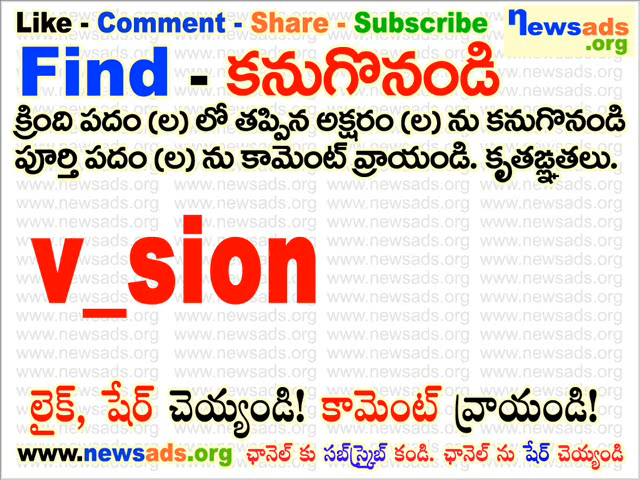 Like - Comment - Share - Subscribe
newsads
.org
Find - కనుగొనండి
క్రింది పదం (ల) లో తప్పిన అక్షరం (ల) ను కనుగొనండి
పూర్తి పదం (ల) ను కామెంట్ వ్రాయండి. కృతఙ్ఞతలు.
v_sion
లైక్, షేర్ చెయ్యండి! కామెంట్ వ్రాయండి!
www.newsads.org ఛానెల్ కు సబ్‌స్క్రైబ్ కండి. ఛానెల్ ను షేర్ చెయ్యండి